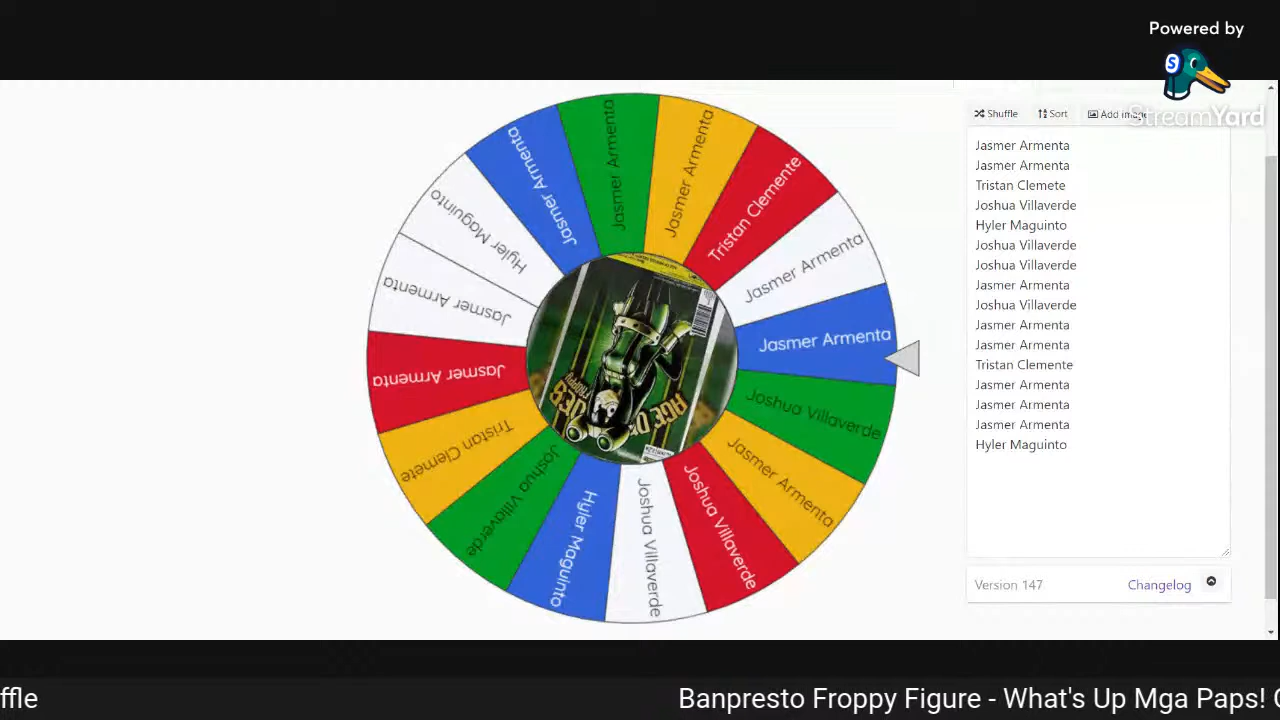 Powered by
StreamYard
Shuffle
Sort
Add image
Jasmer Armenta
Jasmer Armenta
Tristan Clemete
Joshua Villaverde
Hyler Maguinto
Joshua Villaverde
Joshua Villaverde
Jasmer Armenta
Joshua Villaverde
Jasmer Armenta
Jasmer Armenta
Tristan Clemente
Jasmer Armenta
Jasmer Armenta
Jasmer Armenta
Hyler Maguinto
Version 147
Changelog
Jasmer Armenta
Jasmer Armenta
Tristan Clemente
Jasmer Armenta
Jasmer Armenta
Joshua Villaverde
Jasmer Armenta
Joshua Villaverde
Joshua Villaverde
Hyler Maguinto
Joshua Villaverde
Tristan Clemete
Jasmer Armenta
Jasmer Armenta
Hyler Maguinto
Jasmer Armenta
ffle
Banpresto Froppy Figure - What's Up Mga Paps!